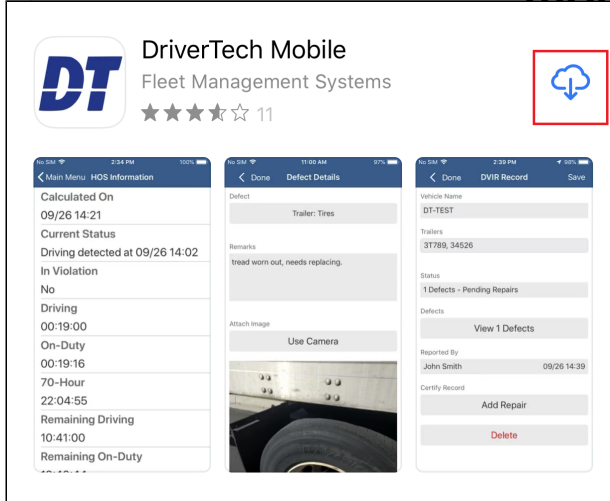 DT
DriverTech Mobile
Fleet Management Systems
11
No SIM 2:34 PM 100%
Main Menu HOS Information
Calculated On
09/26 14:21
Current Status
Driving detected at 09/26 14:02
In Violation
No
Driving
00:19:00
On-Duty
00:19:16
70-Hour
22:04:55
Remaining Driving
10:41:00
Remaining On-Duty
No SIM 11:00 AM 97%
Done Defect Details
Defect
Trailer: Tires
Remarks
tread worn out, needs replacing.
Attach Image
Use Camera
No SIM 2:39 PM 98%
Done DVIR Record Save
Vehicle Name
DT-TEST
Trailers
3T789, 34526
Status
1 Defects - Pending Repairs
Defects
View 1 Defects
Reported By
John Smith 09/26 14:39
Certify Record
Add Repair
Delete